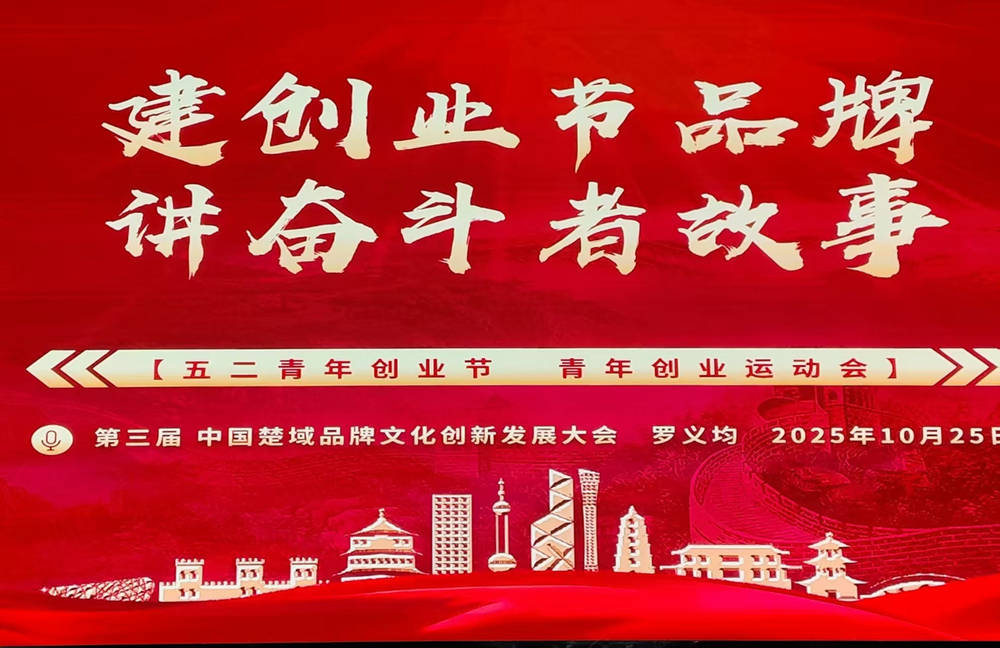 建创业节品牌
讲奋斗者故事
【五二青年创业节 青年创业运动会】
第三届 中国楚域品牌文化创新发展大会 罗义均 2025年10月25日